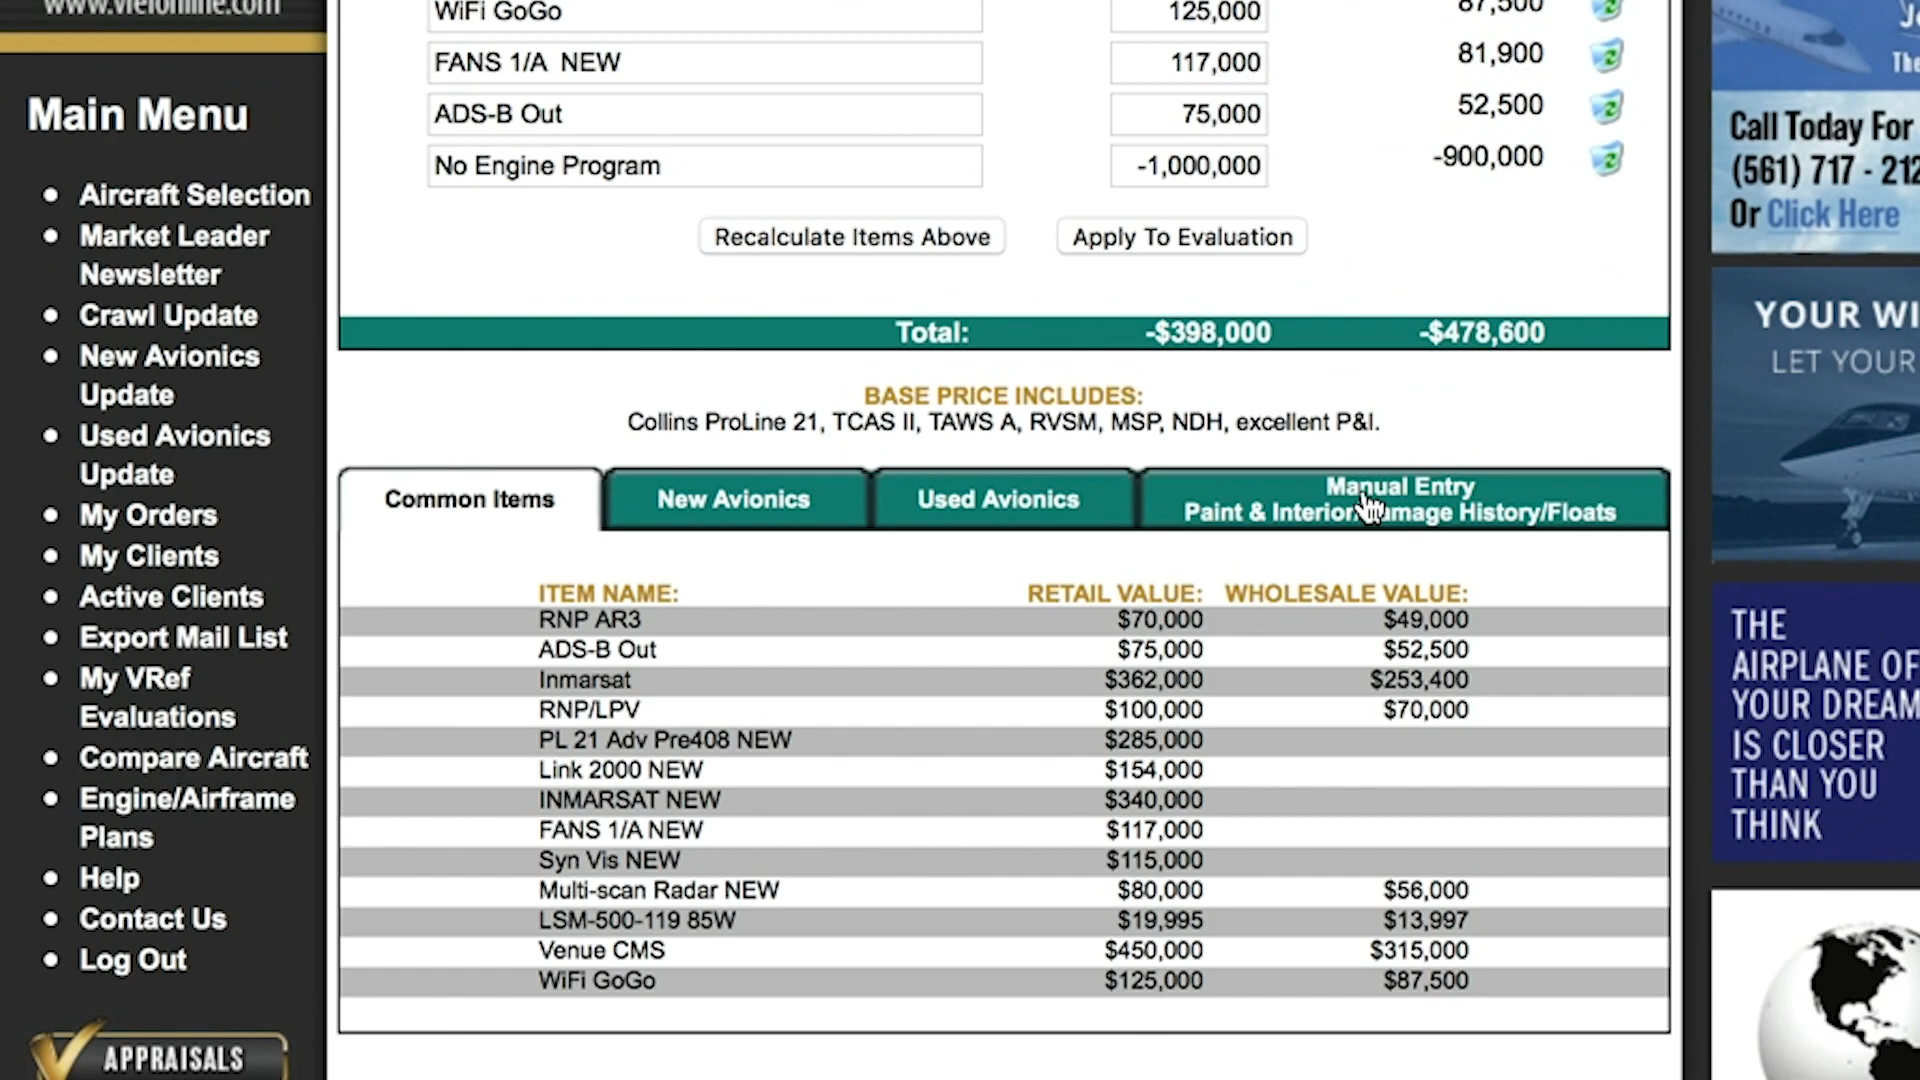 www.vrefonline.com
Main Menu
Aircraft Selection
Market Leader
Newsletter
Crawl Update
New Avionics
Update
Used Avionics
Update
My Orders
My Clients
Active Clients
Export Mail List
My VRef
Evaluations
Compare Aircraft
Engine/Airframe
Plans
Help
Contact Us
Log Out
APPRAISALS
WiFi GoGo 125,000 87,500
FANS 1/A NEW 117,000 81,900
ADS-B Out 75,000 52,500
No Engine Program -1,000,000 -900,000
Recalculate Items Above Apply To Evaluation
Total: -$398,000 -$478,600
BASE PRICE INCLUDES:
Collins ProLine 21, TCAS II, TAWS A, RVSM, MSP, NDH, excellent P&I.
Common Items New Avionics Used Avionics Manual Entry
Paint & Interior/Damage History/Floats
ITEM NAME: RETAIL VALUE: WHOLESALE VALUE:
RNP AR3 $70,000 $49,000
ADS-B Out $75,000 $52,500
Inmarsat $362,000 $253,400
RNP/LPV $100,000 $70,000
PL 21 Adv Pre408 NEW $285,000
Link 2000 NEW $154,000
INMARSAT NEW $340,000
FANS 1/A NEW $117,000
Syn Vis NEW $115,000
Multi-scan Radar NEW $80,000 $56,000
LSM-500-119 85W $19,995 $13,997
Venue CMS $450,000 $315,000
WiFi GoGo $125,000 $87,500
The
Call Today For
(561) 717 - 212
Or Click Here
YOUR WI
LET YOUR
THE
AIRPLANE OF
YOUR DREAM
IS CLOSER
THAN YOU
THINK